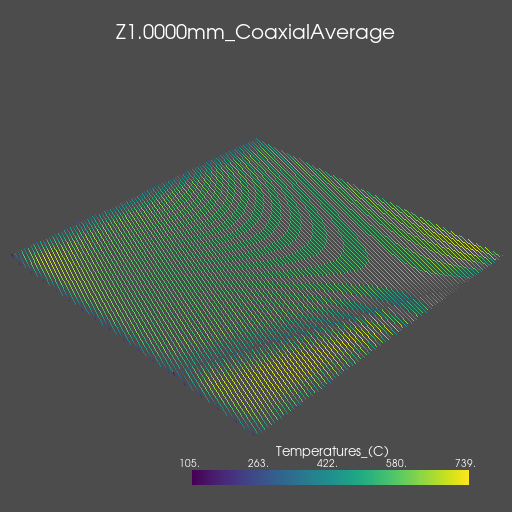 Z1.0000mm_CoaxialAverage
Temperatures_(C)
105. 263. 422. 580. 739.